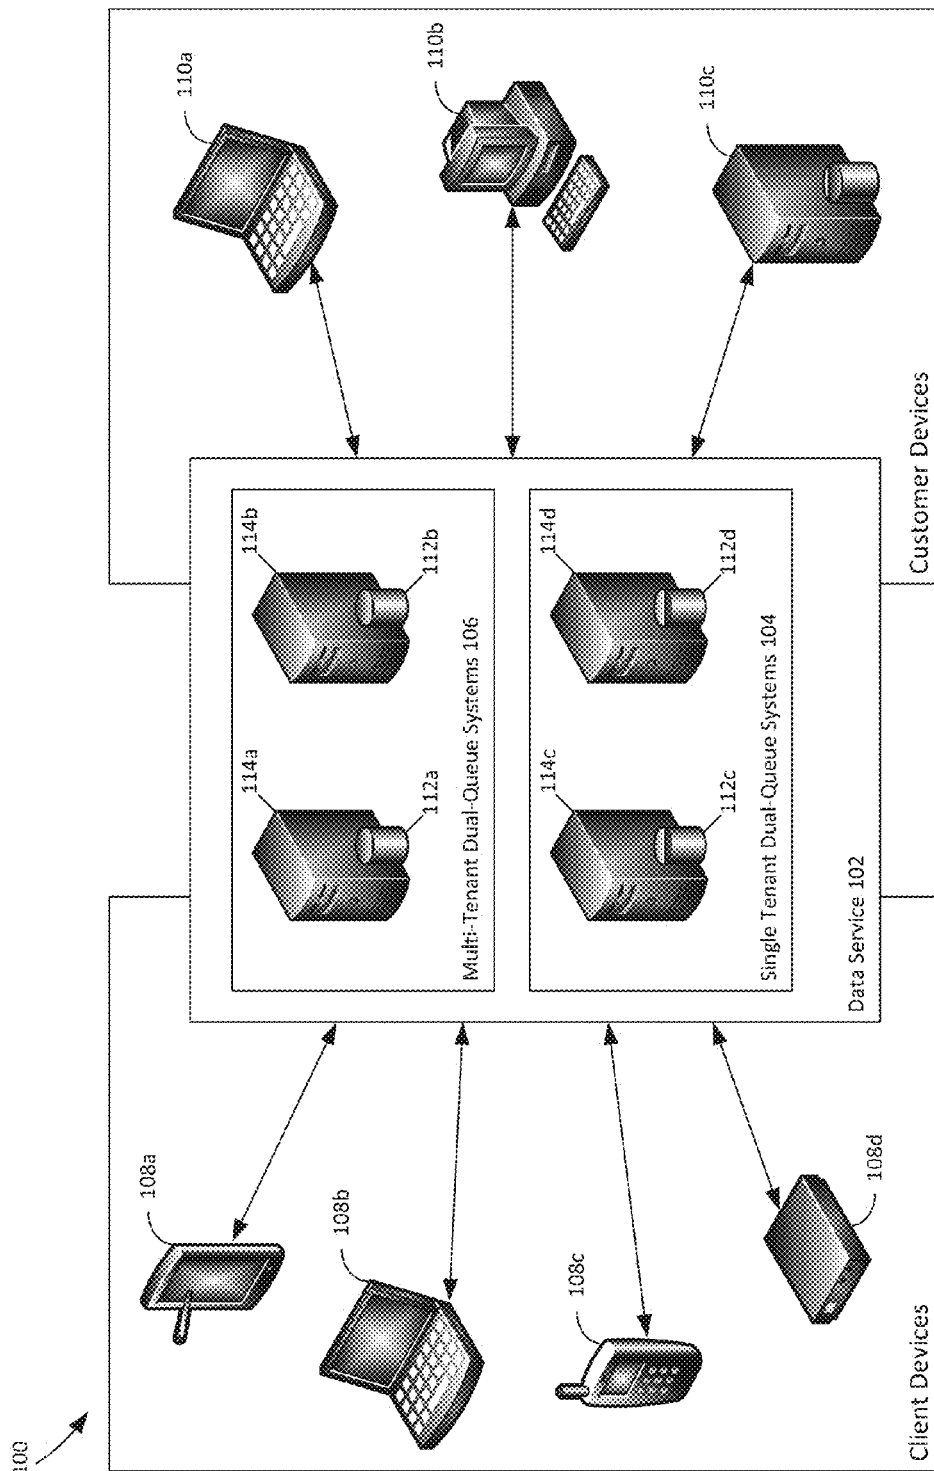 100
108a
108b
108c
108d
Client Devices
114a
112a
114b
112b
Multi-Tenant Dual-Queue Systems 106
114c
112c
114d
112d
Single Tenant Dual-Queue Systems 104
Data Service 102
110a
110b
110c
Customer Devices